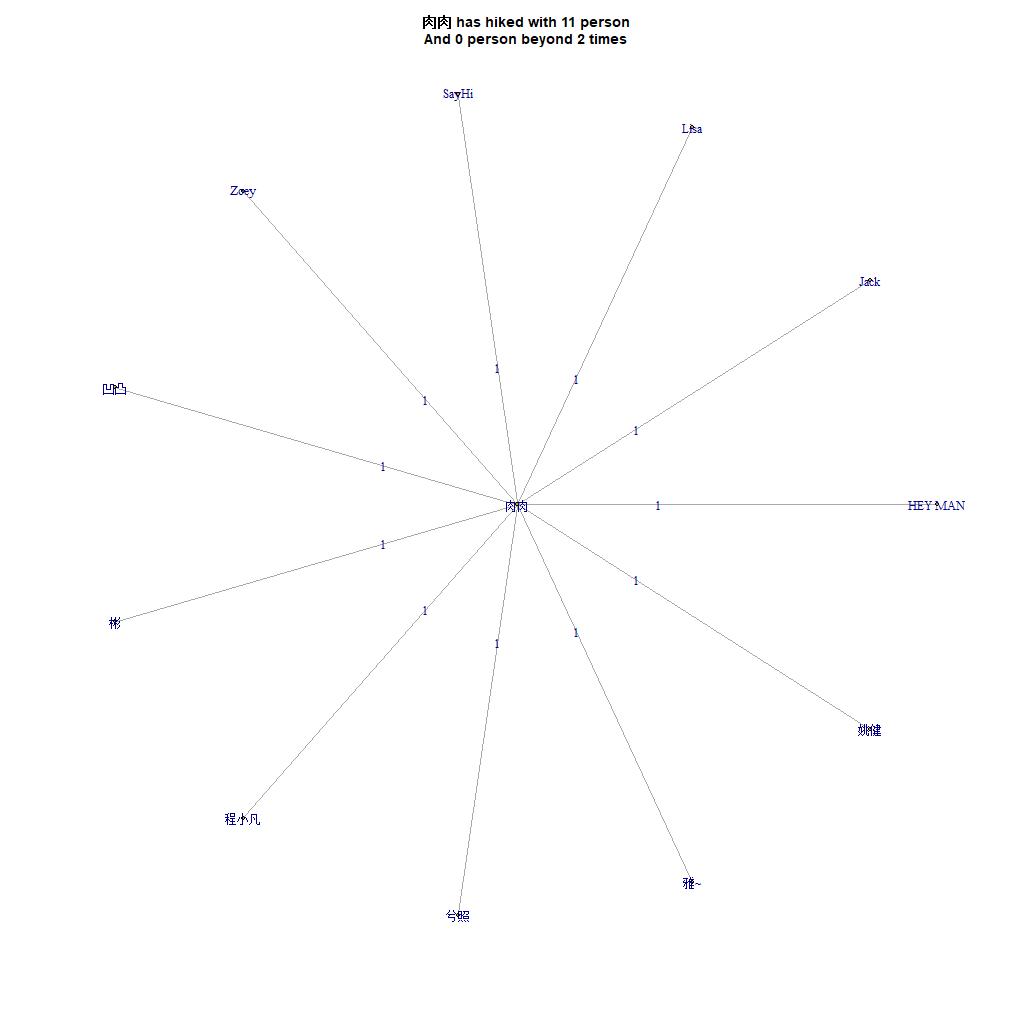 肉肉 has hiked with 11 person
And 0 person beyond 2 times
SayHi
Lisa
Zoey
Jack
1
1
凹凸
1
1
1
肉肉
1
HEY MAN
1
1
彬
1
1
1
姚健
程小凡
雅~
兮照